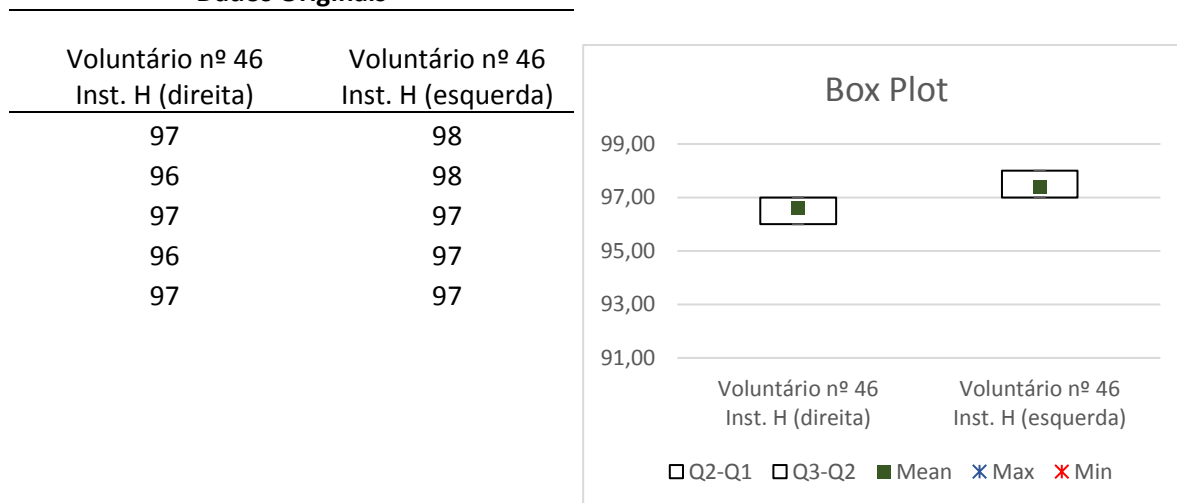 Dados Originais
Voluntário nº 46 Voluntário nº 46
Inst. H (direita) Inst. H (esquerda)
97 98
96 98
97 97
96 97
97 97
Box Plot
99,00
97,00
95,00
93,00
91,00
Voluntário nº 46 Voluntário nº 46
Inst. H (direita) Inst. H (esquerda)
Q2-Q1 Q3-Q2 Mean Max Min